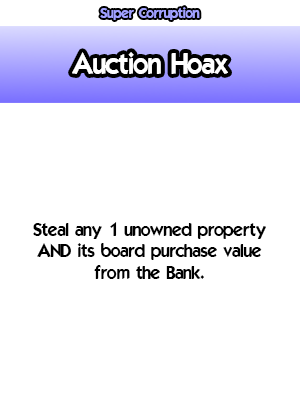 Super Corruption
Auction Hoax
Steal any 1 unowned property
AND its board purchase value
from the Bank.